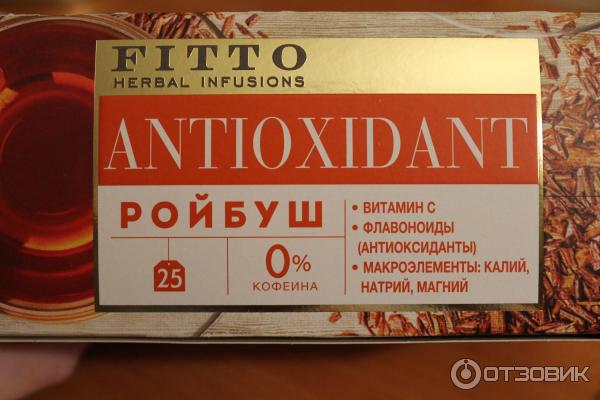 FITTO
HERBAL INFUSIONS
ANTIOXIDANT
РОЙБУШ
25
0%
КОФЕИНА
• ВИТАМИН С
• ФЛАВОНОИДЫ
(АНТИОКСИДАНТЫ)
• МАКРОЭЛЕМЕНТЫ: КАЛИЙ,
НАТРИЙ, МАГНИЙ
ОТЗОВИК